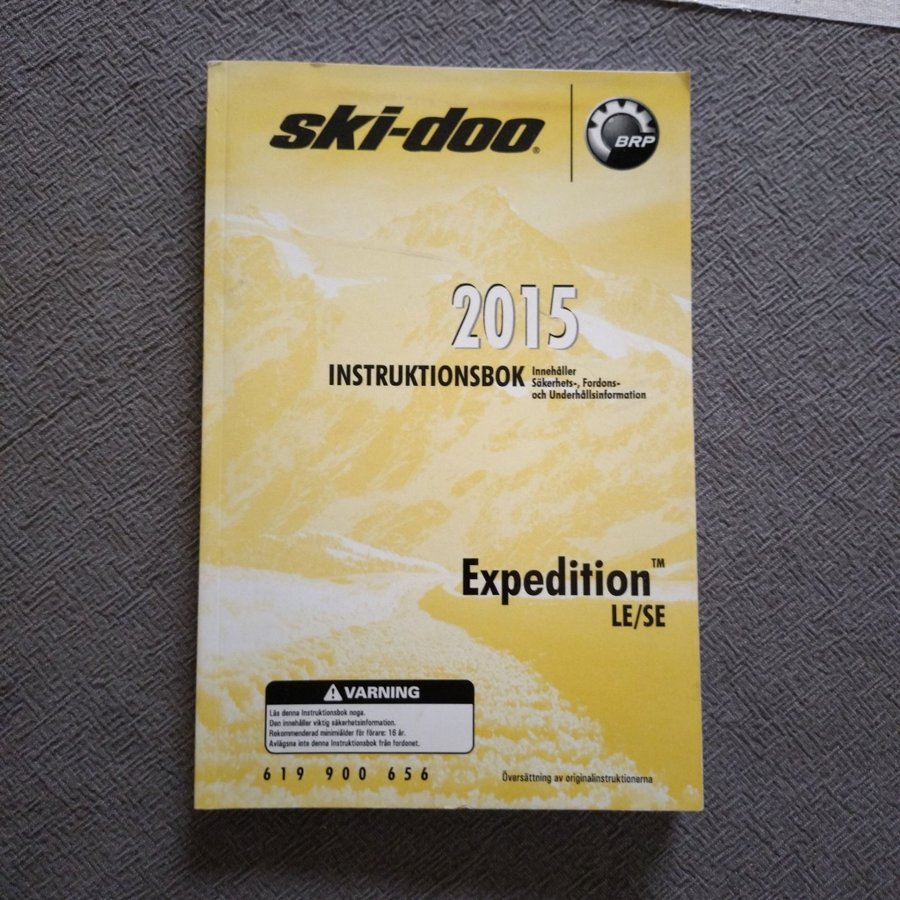 ski-doo®
BRP
2015
INSTRUKTIONSBOK
Innehåller
Säkerhets-, Fordons-
och Underhållsinformation
Expedition™
LE/SE
VARNING
Läs denna Instruktionsbok noga.
Den innehåller viktig säkerhetsinformation.
Rekommenderad minimiålder för förare: 16 år.
Avlägsna inte denna Instruktionsbok från fordonet.
619 900 656
Översättning av originalinstruktionerna